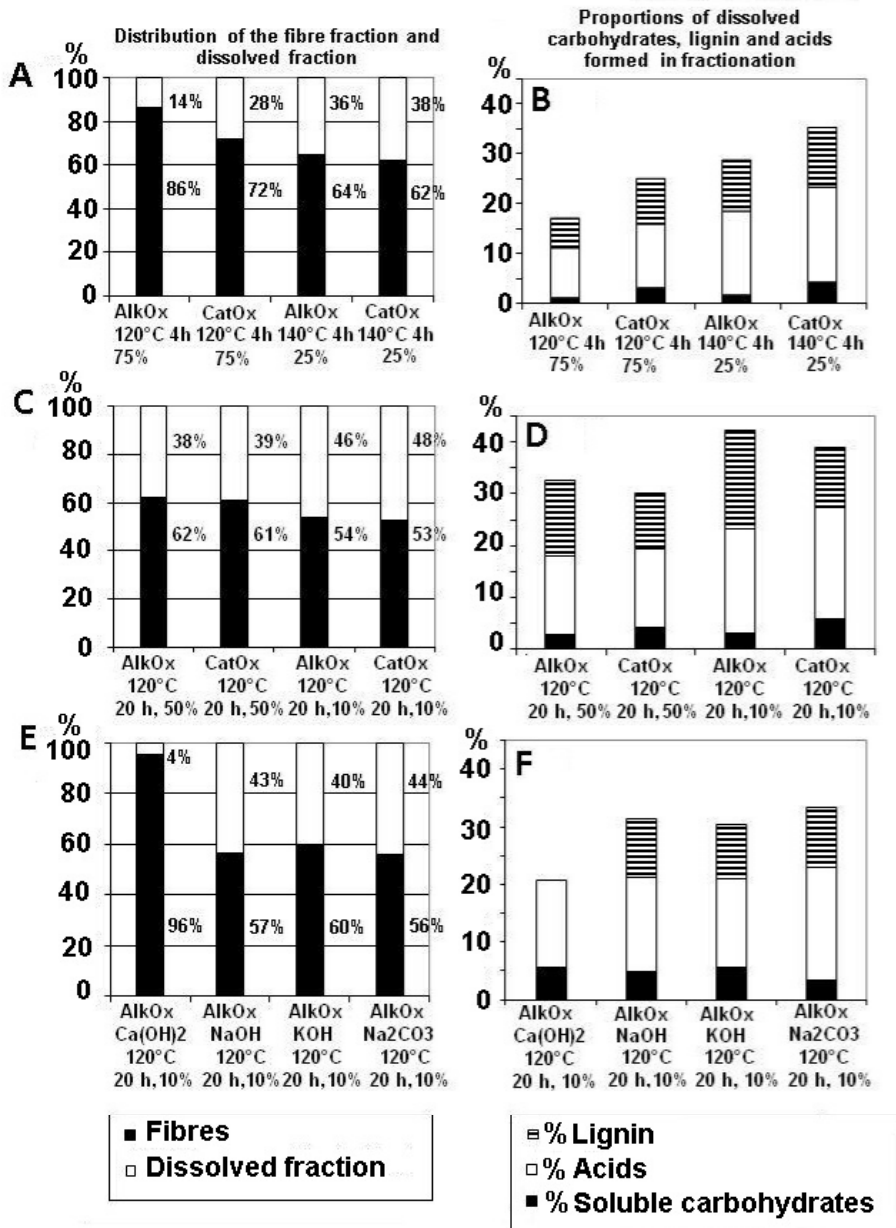 Distribution of the fibre fraction and
dissolved fraction
Proportions of dissolved
carbohydrates, lignin and acids
formed in fractionation
A
%
100
80
60
40
20
0
14%
28%
36%
38%
86%
72%
64%
62%
AlkOx
120°C 4h
75%
CatOx
120°C 4h
75%
AlkOx
140°C 4h
25%
CatOx
140°C 4h
25%
B
%
40
30
20
10
0
AlkOx
120°C 4h
75%
CatOx
120°C 4h
75%
AlkOx
140°C 4h
25%
CatOx
140°C 4h
25%
C
%
100
80
60
40
20
0
38%
39%
46%
48%
62%
61%
54%
53%
AlkOx
120°C
20 h, 50%
CatOx
120°C
20 h, 50%
AlkOx
120°C
20 h,10%
CatOx
120°C
20 h,10%
D
%
40
30
20
10
0
AlkOx
120°C
20 h, 50%
CatOx
120°C
20 h,50%
AlkOx
120°C
20 h,10%
CatOx
120°C
20 h, 10%
E
%
100
80
60
40
20
0
4%
43%
40%
44%
96%
57%
60%
56%
AlkOx
Ca(OH)2
120°C
20 h,10%
AlkOx
NaOH
120°C
20 h, 10%
AlkOx
KOH
120°C
20 h, 10%
AlkOx
Na2CO3
120°C
20 h,10%
F
%
40
30
20
10
0
AlkOx
Ca(OH)2
120°C
20 h, 10%
AlkOx
NaOH
120°C
20 h, 10%
AlkOx
KOH
120°C
20 h, 10%
AlkOx
Na2CO3
120°C
20 h, 10%
Fibres
Dissolved fraction
% Lignin
% Acids
% Soluble carbohydrates